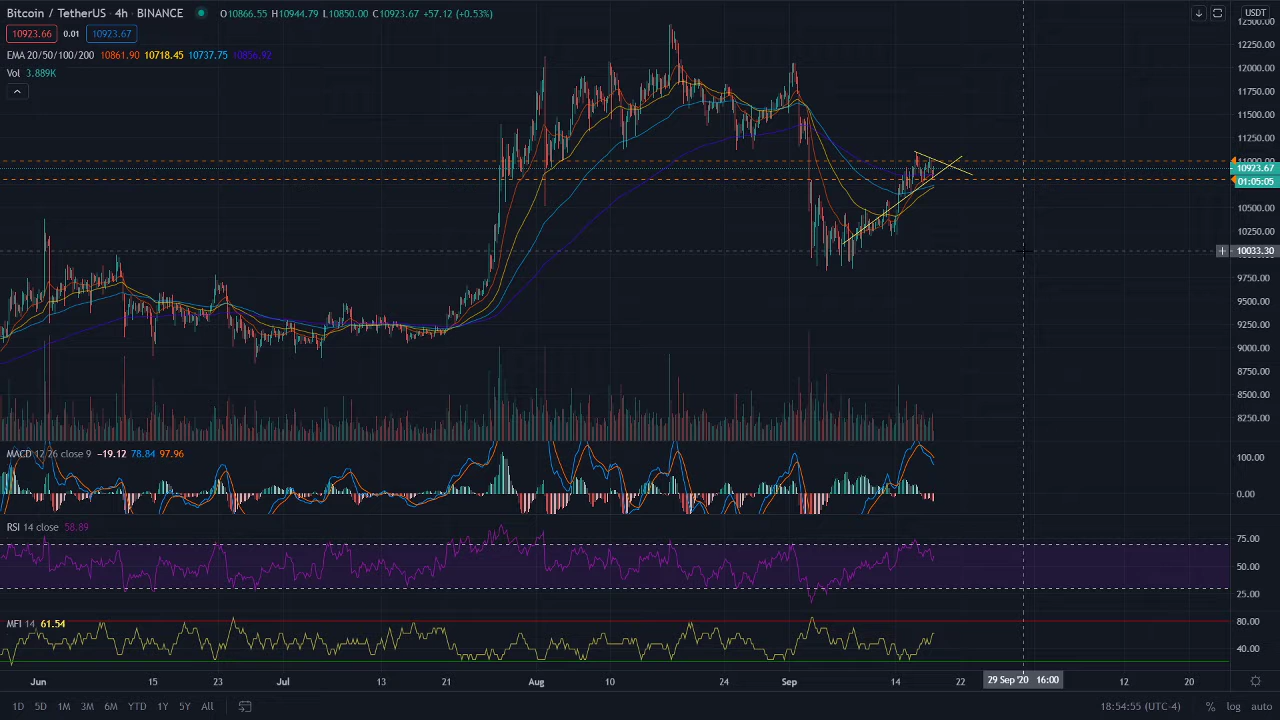 Bitcoin / TetherUS · 4h · BINANCE O10866.55 H10944.79 L10850.00 C10923.67 +57.12 (+0.53%) USDT
10923.66 0.01 10923.67
EMA 20/50/100/200 10861.90 10718.45 10737.75 10856.92
Vol 3.889K
12500.00
12250.00
12000.00
11750.00
11500.00
11250.00
11000.00
10923.67
01:05:05
10500.00
10250.00
10033.30
9750.00
9500.00
9250.00
9000.00
8750.00
8500.00
8250.00
MACD 12 26 close 9 −19.12 78.84 97.96
100.00
0.00
RSI 14 close 58.89
75.00
50.00
25.00
MFI 14 61.54
80.00
40.00
Jun 15 23 Jul 13 21 Aug 10 24 Sep 14 22 29 Sep '20 16:00 12 20
1D 5D 1M 3M 6M YTD 1Y 5Y All 18:54:55 (UTC-4) % log auto